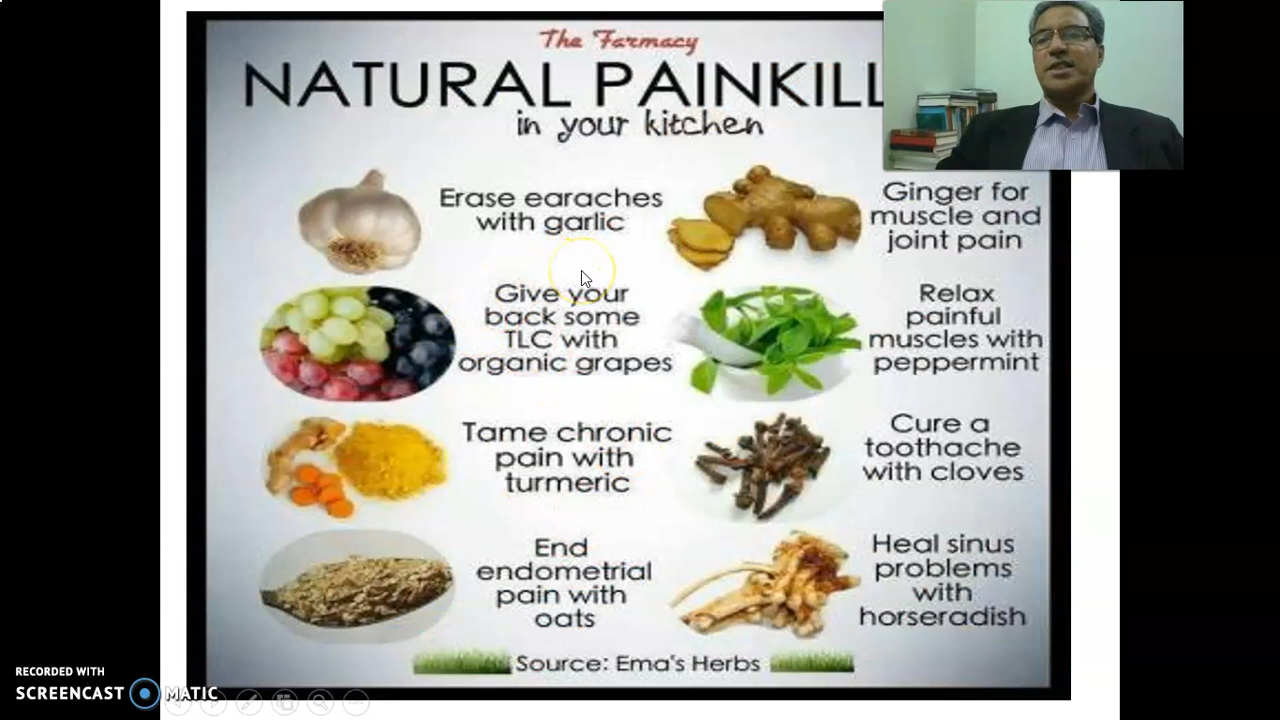 The Farmacy
NATURAL PAINKILL
in your kitchen
Erase earaches
with garlic
Ginger for
muscle and
joint pain
Give your
back some
TLC with
organic grapes
Relax
painful
muscles with
peppermint
Tame chronic
pain with
turmeric
Cure a
toothache
with cloves
End
endometrial
pain with
oats
Heal sinus
problems
with
horseradish
Source: Ema's Herbs
RECORDED WITH
SCREENCAST MATIC